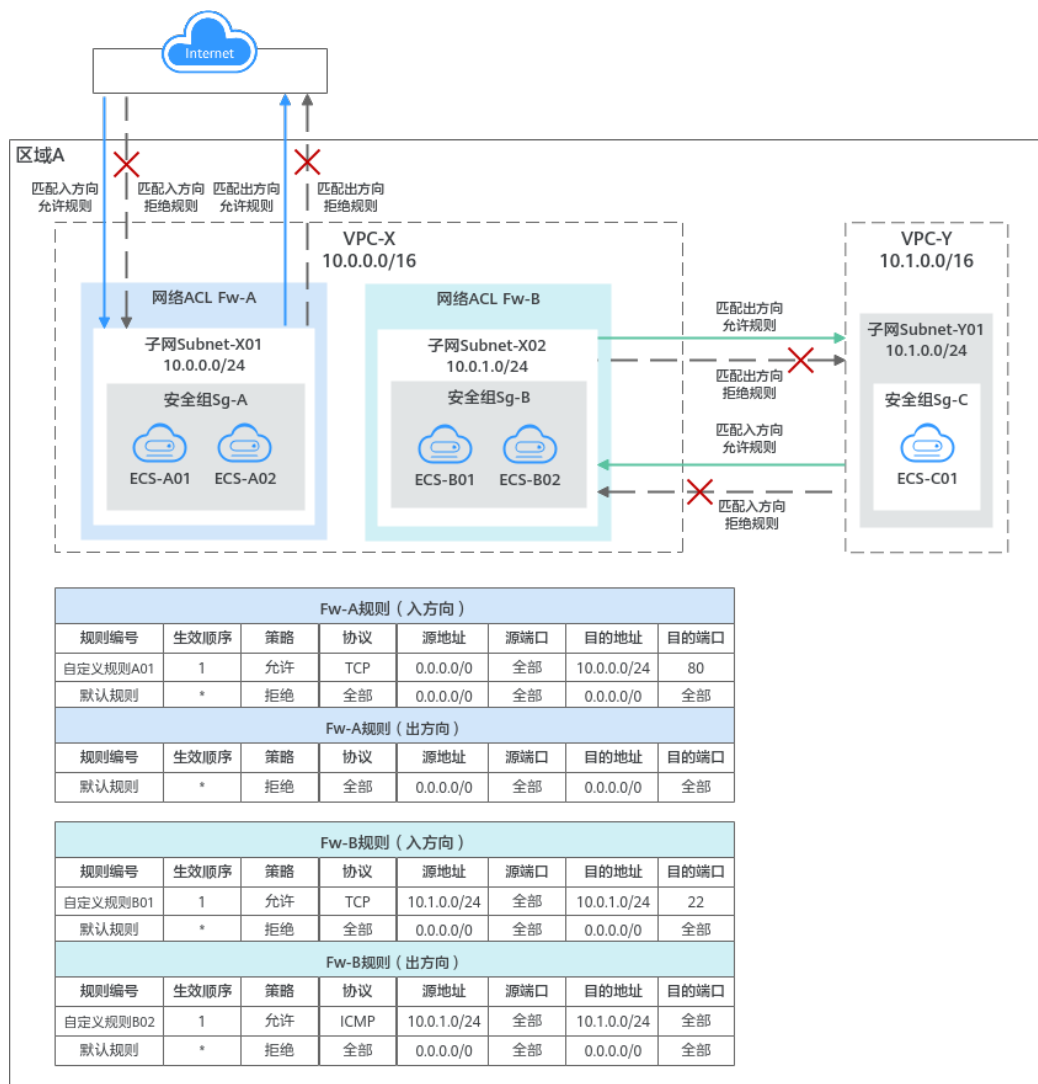 Internet
区域A
匹配入方向
允许规则
匹配入方向
拒绝规则
匹配出方向
允许规则
匹配出方向
拒绝规则
VPC-X
10.0.0.0/16
VPC-Y
10.1.0.0/16
网络ACL Fw-A
子网Subnet-X01
10.0.0.0/24
安全组Sg-A
ECS-A01 ECS-A02
网络ACL Fw-B
子网Subnet-X02
10.0.1.0/24
安全组Sg-B
ECS-B01 ECS-B02
匹配出方向
允许规则
匹配出方向
拒绝规则
匹配入方向
允许规则
匹配入方向
拒绝规则
子网Subnet-Y01
10.1.0.0/24
安全组Sg-C
ECS-C01
Fw-A规则（入方向）
规则编号 生效顺序 策略 协议 源地址 源端口 目的地址 目的端口
自定义规则A01 1 允许 TCP 0.0.0.0/0 全部 10.0.0.0/24 80
默认规则 * 拒绝 全部 0.0.0.0/0 全部 0.0.0.0/0 全部
Fw-A规则（出方向）
规则编号 生效顺序 策略 协议 源地址 源端口 目的地址 目的端口
默认规则 * 拒绝 全部 0.0.0.0/0 全部 0.0.0.0/0 全部
Fw-B规则（入方向）
规则编号 生效顺序 策略 协议 源地址 源端口 目的地址 目的端口
自定义规则B01 1 允许 TCP 10.1.0.0/24 全部 10.0.1.0/24 22
默认规则 * 拒绝 全部 0.0.0.0/0 全部 0.0.0.0/0 全部
Fw-B规则（出方向）
规则编号 生效顺序 策略 协议 源地址 源端口 目的地址 目的端口
自定义规则B02 1 允许 ICMP 10.0.1.0/24 全部 10.1.0.0/24 全部
默认规则 * 拒绝 全部 0.0.0.0/0 全部 0.0.0.0/0 全部